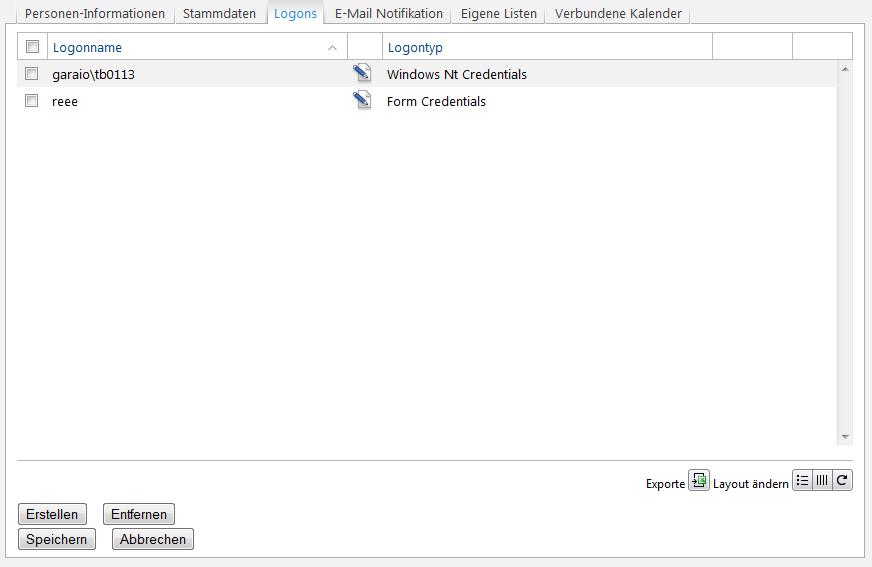 Personen-Informationen Stammdaten Logons E-Mail Notifikation Eigene Listen Verbundene Kalender
Logonname Logontyp
garaio\tb0113 Windows Nt Credentials
reee Form Credentials
Exporte Layout ändern
Erstellen Entfernen
Speichern Abbrechen